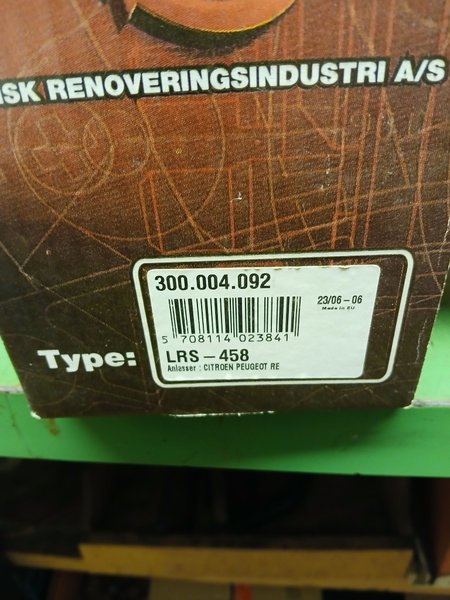 ISK RENOVERINGSINDUSTRI A/S
300.004.092
23/06-06
Made in EU
5 708114 023841
Type:
LRS-458
Anlasser : CITROEN PEUGEOT RE